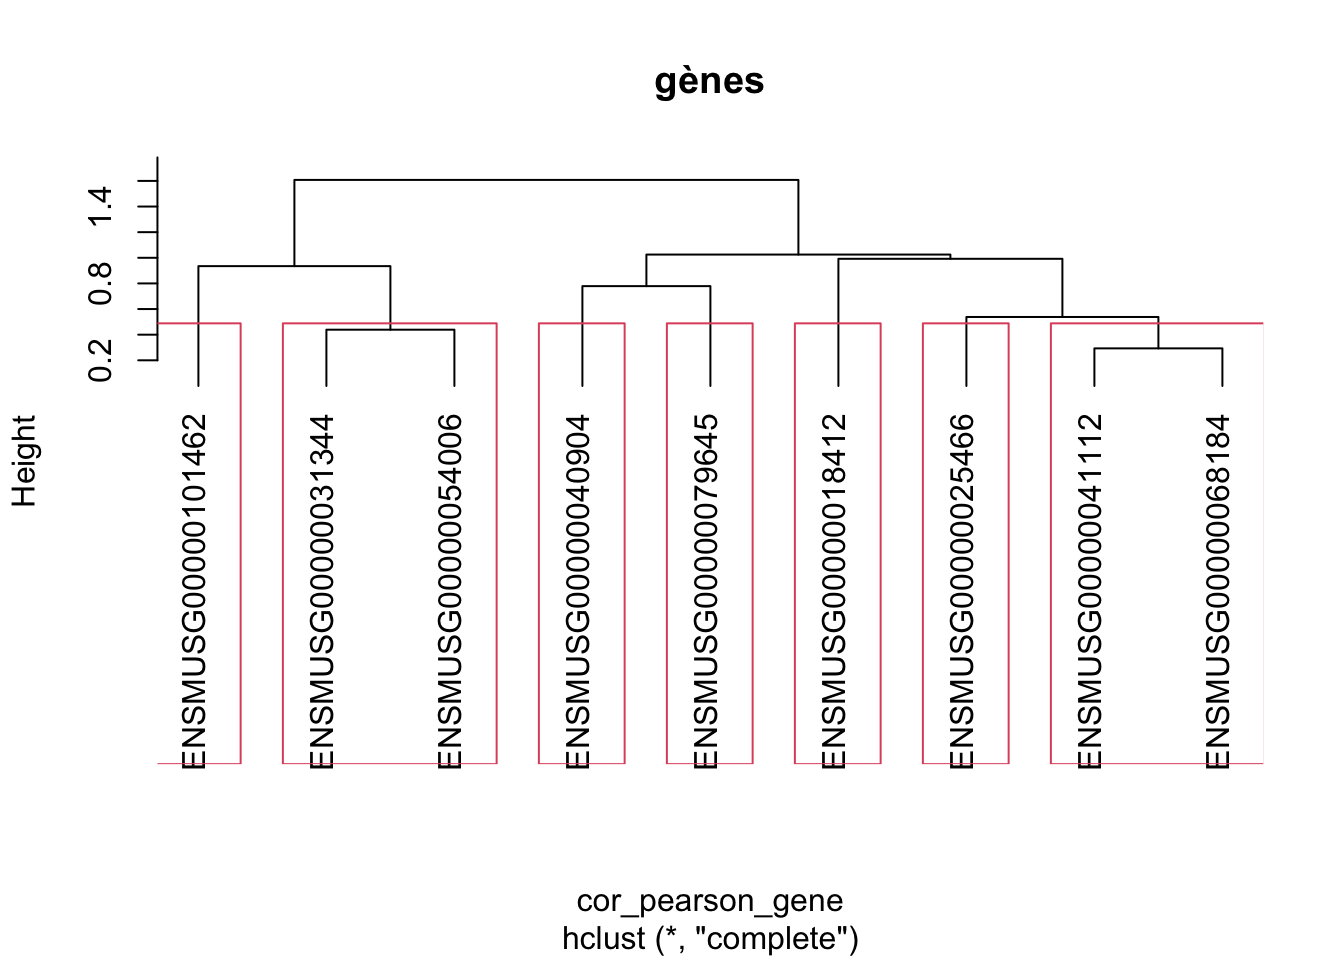 gènes
Height
1.4
0.8
0.2
ENSMUSG00000101462
ENSMUSG00000031344
ENSMUSG00000054006
ENSMUSG00000040904
ENSMUSG00000079645
ENSMUSG00000018412
ENSMUSG00000025466
ENSMUSG00000041112
ENSMUSG00000068184
cor_pearson_gene
hclust (*, "complete")